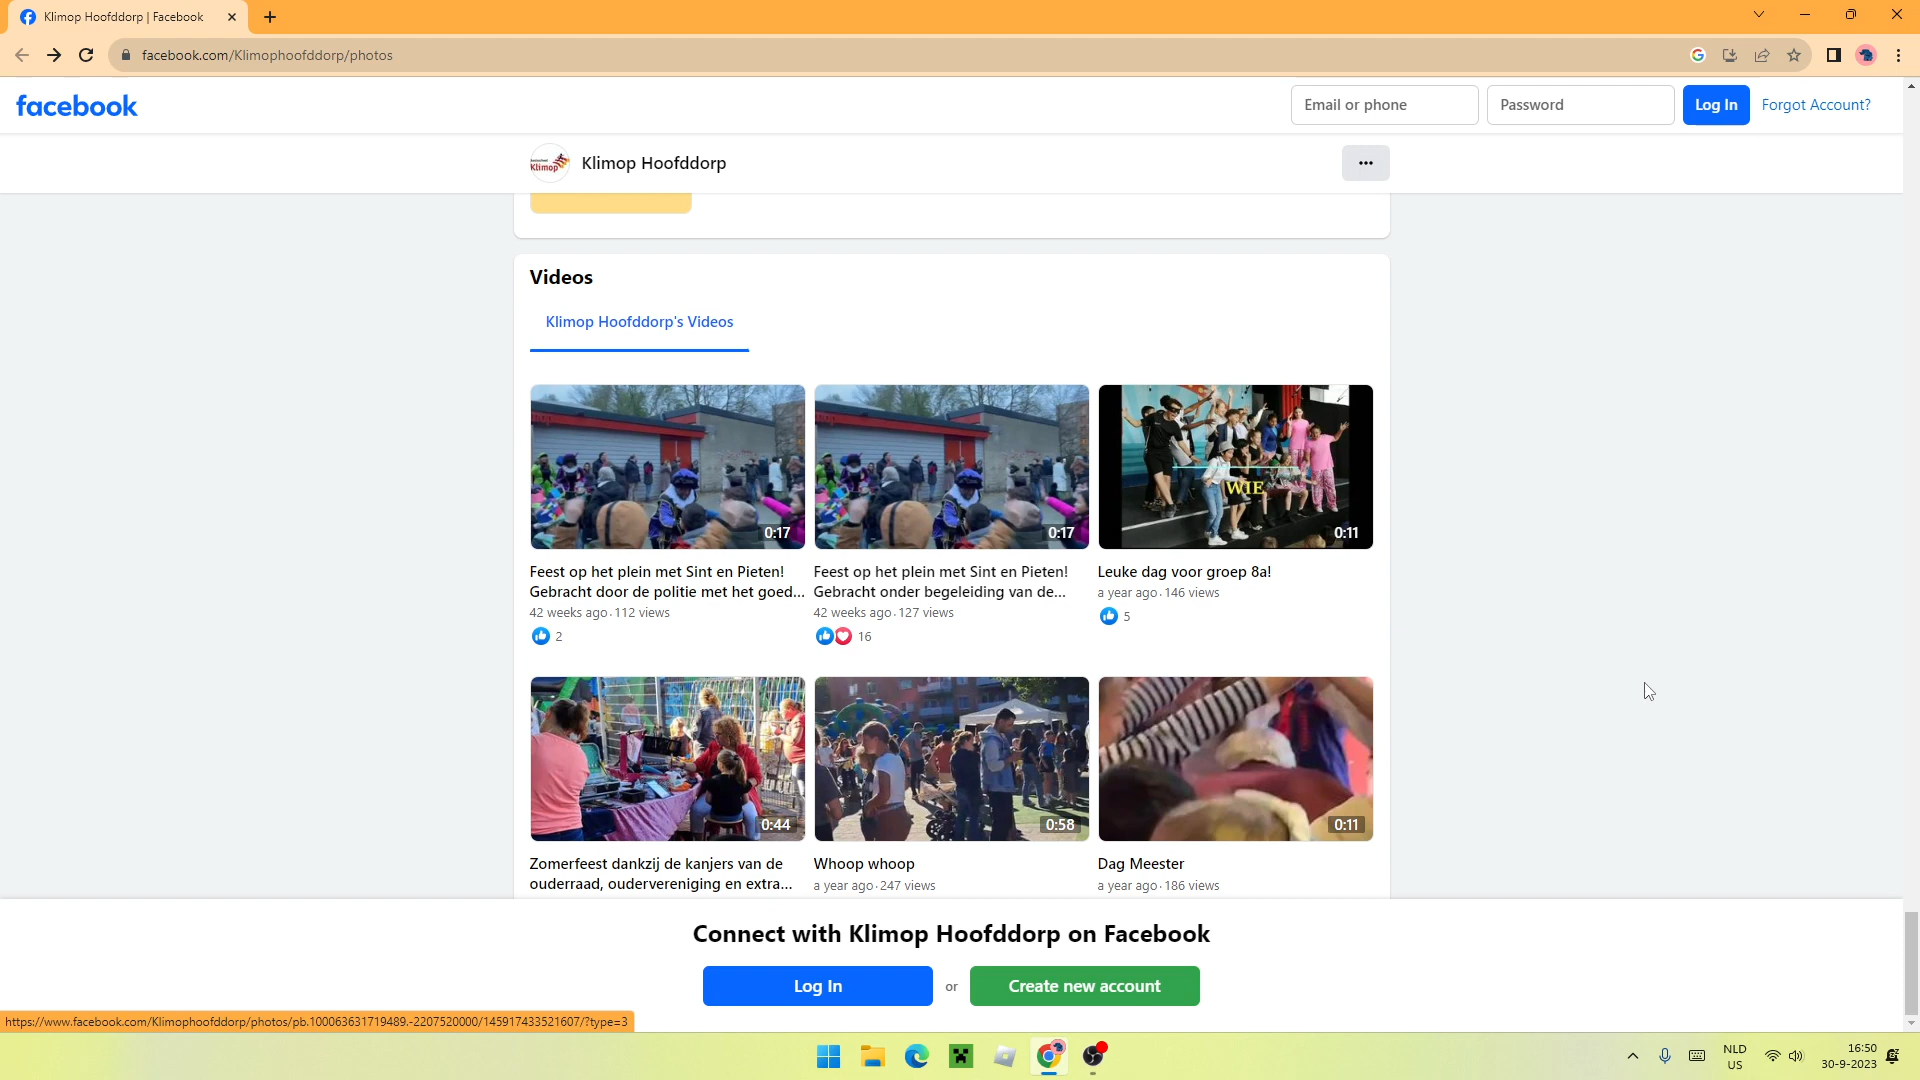 Klimop Hoofddorp | Facebook
facebook.com/Klimophoofddorp/photos
facebook
Email or phone
Password
Log In
Forgot Account?
Klimop
Klimop Hoofddorp
Videos
Klimop Hoofddorp's Videos
0:17
0:17
WIE
0:11
Feest op het plein met Sint en Pieten!
Gebracht door de politie met het goed...
42 weeks ago · 112 views
2
Feest op het plein met Sint en Pieten!
Gebracht onder begeleiding van de...
42 weeks ago · 127 views
16
Leuke dag voor groep 8a!
a year ago · 146 views
5
0:44
0:58
0:11
Zomerfeest dankzij de kanjers van de
ouderraad, oudervereniging en extra...
Whoop whoop
a year ago · 247 views
Dag Meester
a year ago · 186 views
Connect with Klimop Hoofddorp on Facebook
Log In
or
Create new account
https://www.facebook.com/Klimophoofddorp/photos/pb.100063631719489.-2207520000/145917433521607/?type=3
NLD
US
16:50
30-9-2023